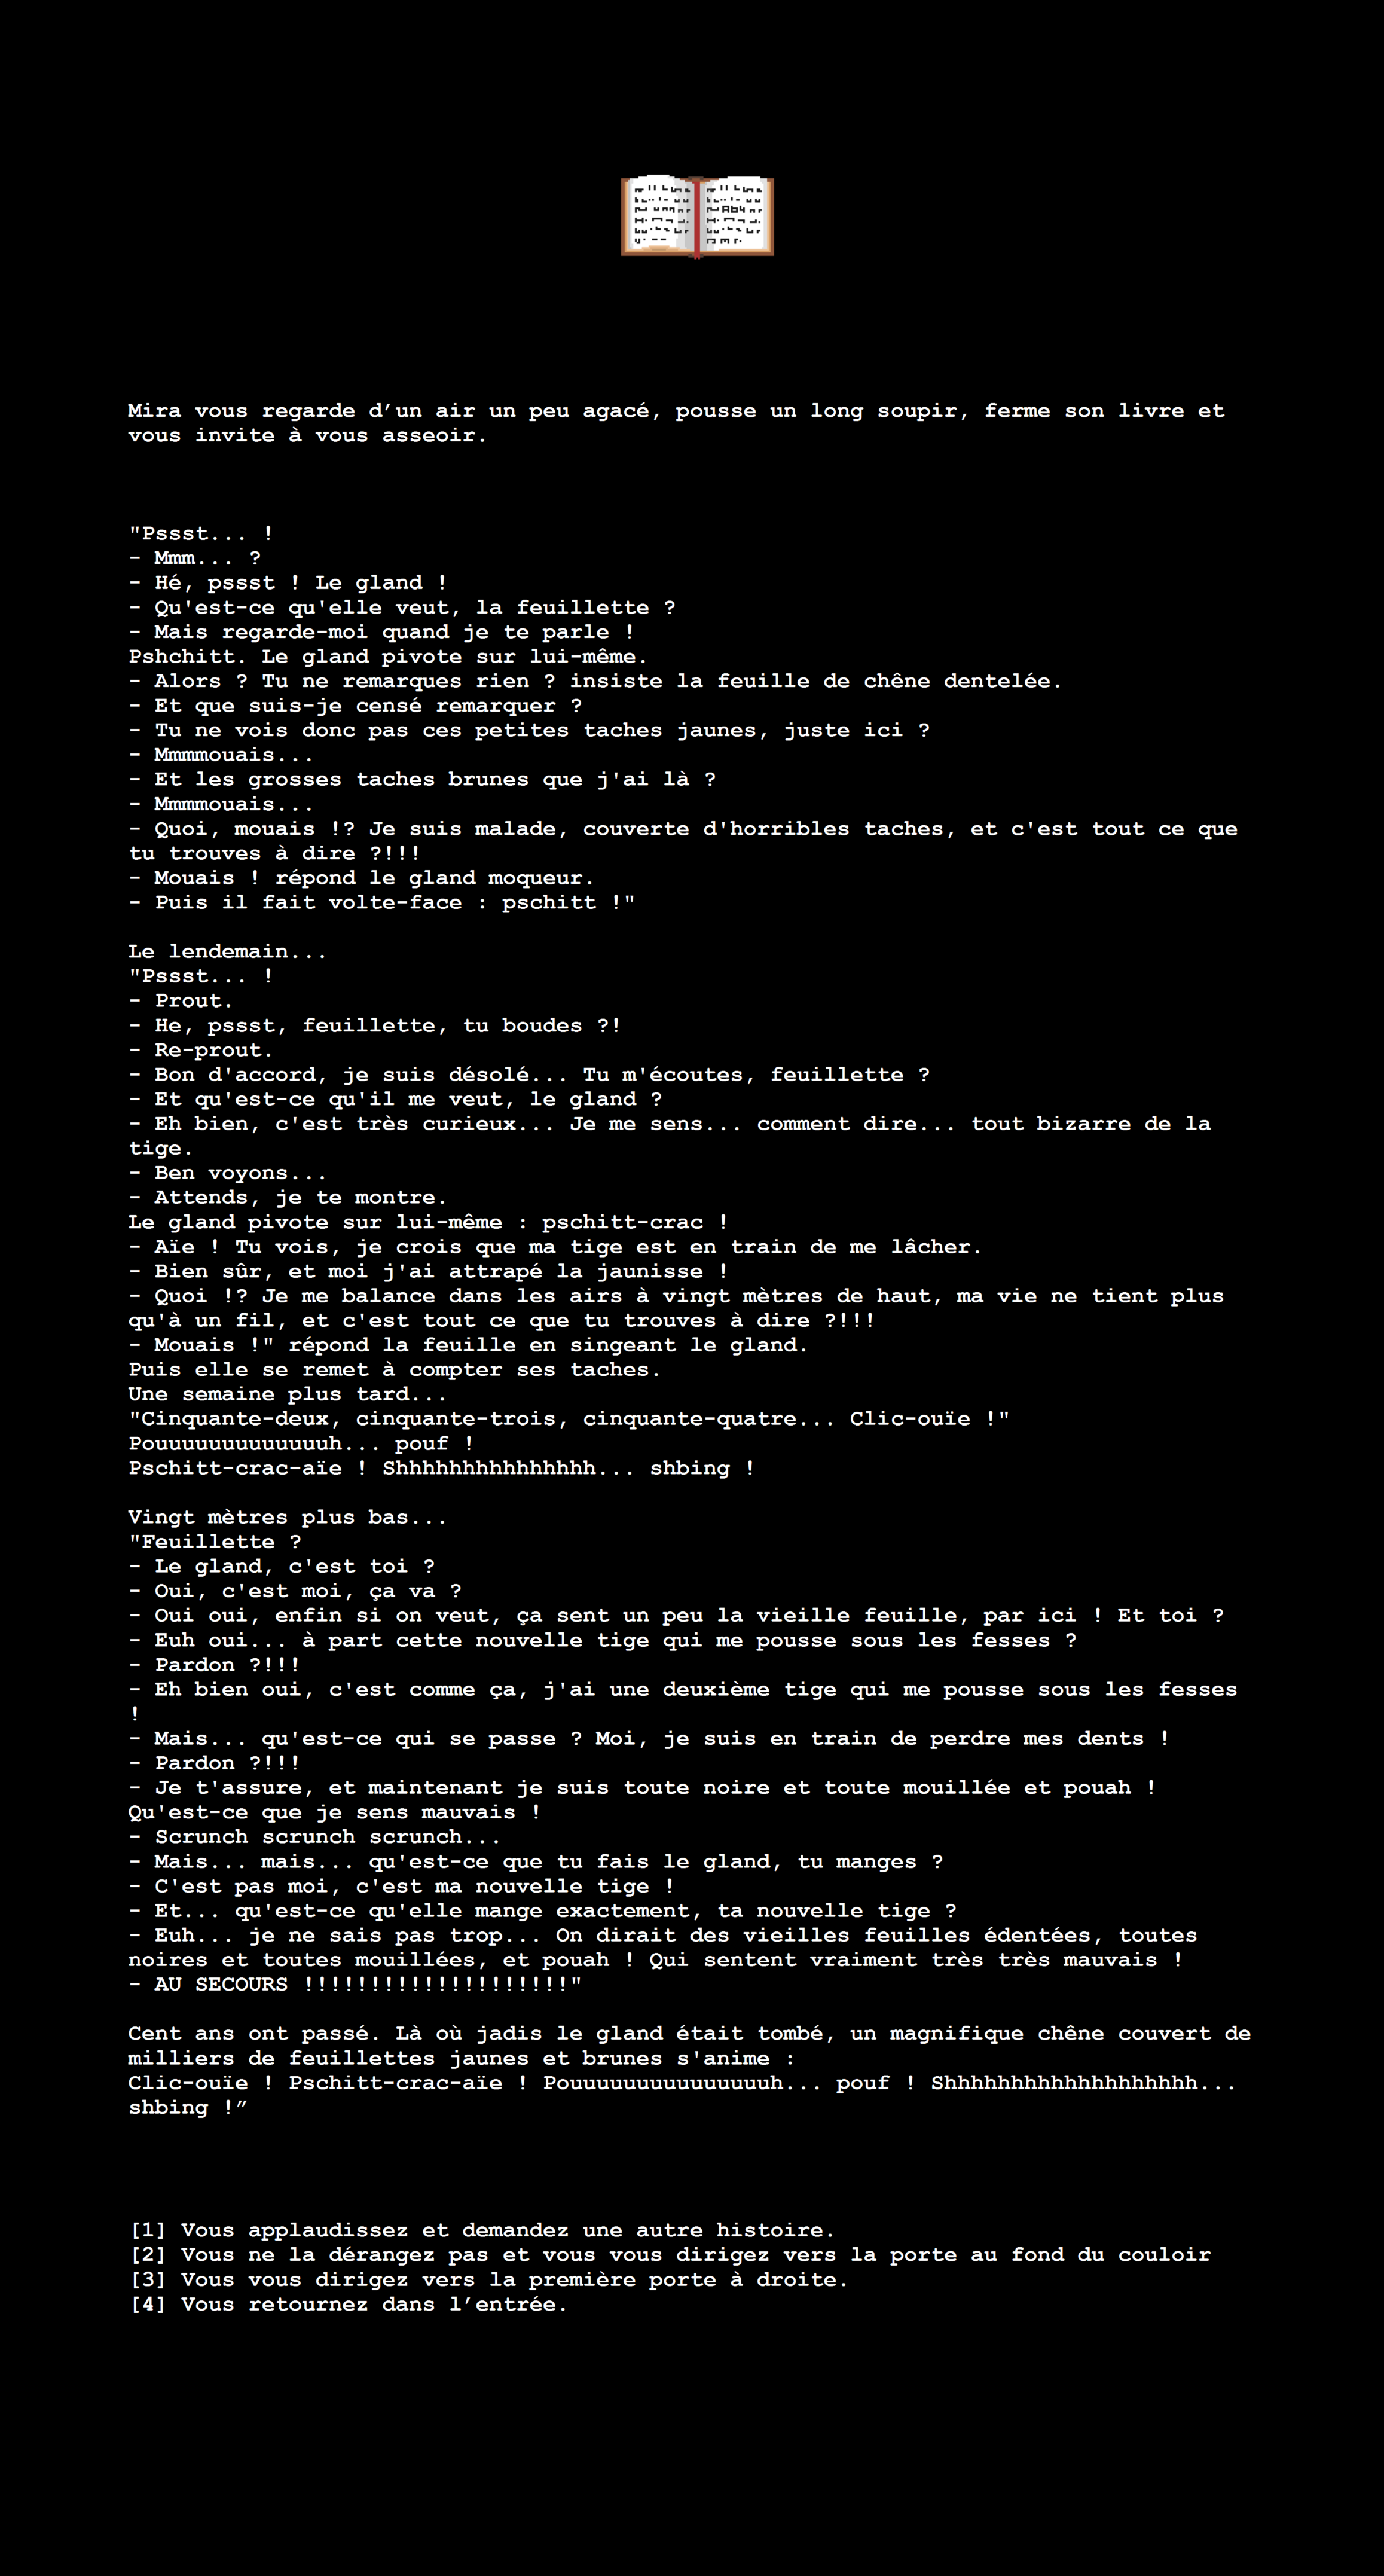 Mira vous regarde d’un air un peu agacé, pousse un long soupir, ferme son livre et
vous invite à vous asseoir.
"Pssst... !
- Mmm... ?
- Hé, pssst ! Le gland !
- Qu'est-ce qu'elle veut, la feuillette ?
- Mais regarde-moi quand je te parle !
Pshchitt. Le gland pivote sur lui-même.
- Alors ? Tu ne remarques rien ? insiste la feuille de chêne dentelée.
- Et que suis-je censé remarquer ?
- Tu ne vois donc pas ces petites taches jaunes, juste ici ?
- Mmmmouais...
- Et les grosses taches brunes que j'ai là ?
- Mmmmouais...
- Quoi, mouais !? Je suis malade, couverte d'horribles taches, et c'est tout ce que
tu trouves à dire ?!!!
- Mouais ! répond le gland moqueur.
- Puis il fait volte-face : pschitt !"
Le lendemain...
"Pssst... !
- Prout.
- He, pssst, feuillette, tu boudes ?!
- Re-prout.
- Bon d'accord, je suis désolé... Tu m'écoutes, feuillette ?
- Et qu'est-ce qu'il me veut, le gland ?
- Eh bien, c'est très curieux... Je me sens... comment dire... tout bizarre de la
tige.
- Ben voyons...
- Attends, je te montre.
Le gland pivote sur lui-même : pschitt-crac !
- Aïe ! Tu vois, je crois que ma tige est en train de me lâcher.
- Bien sûr, et moi j'ai attrapé la jaunisse !
- Quoi !? Je me balance dans les airs à vingt mètres de haut, ma vie ne tient plus
qu'à un fil, et c'est tout ce que tu trouves à dire ?!!!
- Mouais !" répond la feuille en singeant le gland.
Puis elle se remet à compter ses taches.
Une semaine plus tard...
"Cinquante-deux, cinquante-trois, cinquante-quatre... Clic-ouïe !"
Pouuuuuuuuuuuuuh... pouf !
Pschitt-crac-aïe ! Shhhhhhhhhhhhhhh... shbing !
Vingt mètres plus bas...
"Feuillette ?
- Le gland, c'est toi ?
- Oui, c'est moi, ça va ?
- Oui oui, enfin si on veut, ça sent un peu la vieille feuille, par ici ! Et toi ?
- Euh oui... à part cette nouvelle tige qui me pousse sous les fesses ?
- Pardon ?!!!
- Eh bien oui, c'est comme ça, j'ai une deuxième tige qui me pousse sous les fesses
!
- Mais... qu'est-ce qui se passe ? Moi, je suis en train de perdre mes dents !
- Pardon ?!!!
- Je t'assure, et maintenant je suis toute noire et toute mouillée et pouah !
Qu'est-ce que je sens mauvais !
- Scrunch scrunch scrunch...
- Mais... mais... qu'est-ce que tu fais le gland, tu manges ?
- C'est pas moi, c'est ma nouvelle tige !
- Et... qu'est-ce qu'elle mange exactement, ta nouvelle tige ?
- Euh... je ne sais pas trop... On dirait des vieilles feuilles édentées, toutes
noires et toutes mouillées, et pouah ! Qui sentent vraiment très très mauvais !
- AU SECOURS !!!!!!!!!!!!!!!!!!!!"
Cent ans ont passé. Là où jadis le gland était tombé, un magnifique chêne couvert de
milliers de feuillettes jaunes et brunes s'anime :
Clic-ouïe ! Pschitt-crac-aïe ! Pouuuuuuuuuuuuuuuh... pouf ! Shhhhhhhhhhhhhhhhhhh...
shbing !”
[1] Vous applaudissez et demandez une autre histoire.
[2] Vous ne la dérangez pas et vous vous dirigez vers la porte au fond du couloir
[3] Vous vous dirigez vers la première porte à droite.
[4] Vous retournez dans l’entrée.